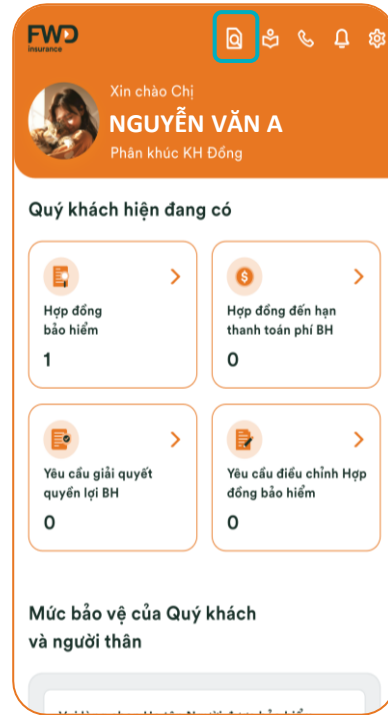 FWD
insurance
Xin chào Chị
NGUYỄN VĂN A
Phân khúc KH Đồng
Quý khách hiện đang có
Hợp đồng
bảo hiểm
1
Hợp đồng đến hạn
thanh toán phí BH
0
Yêu cầu giải quyết
quyền lợi BH
0
Yêu cầu điều chỉnh Hợp
đồng bảo hiểm
0
Mức bảo vệ của Quý khách
và người thân